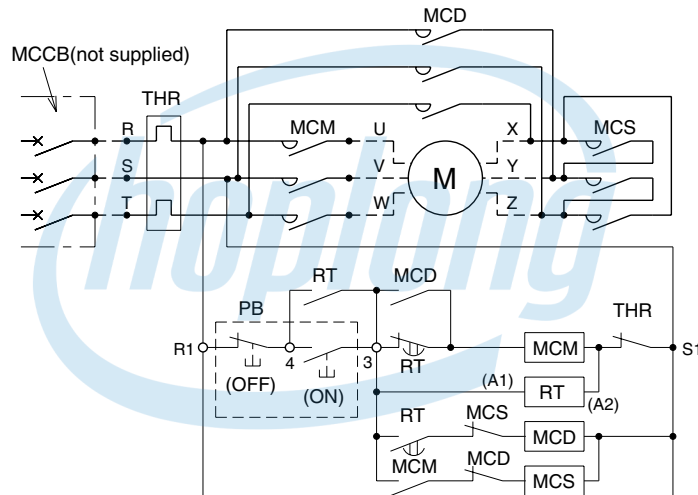 MCD
MCCB(not supplied)
THR
R
MCM
U
X
MCS
S
V
M
Y
T
W
Z
hoplong
RT
MCD
PB
THR
R1
4
3
RT
MCM
S1
(OFF)
(ON)
(A1)
RT
(A2)
RT
MCS
MCD
MCM
MCD
MCS